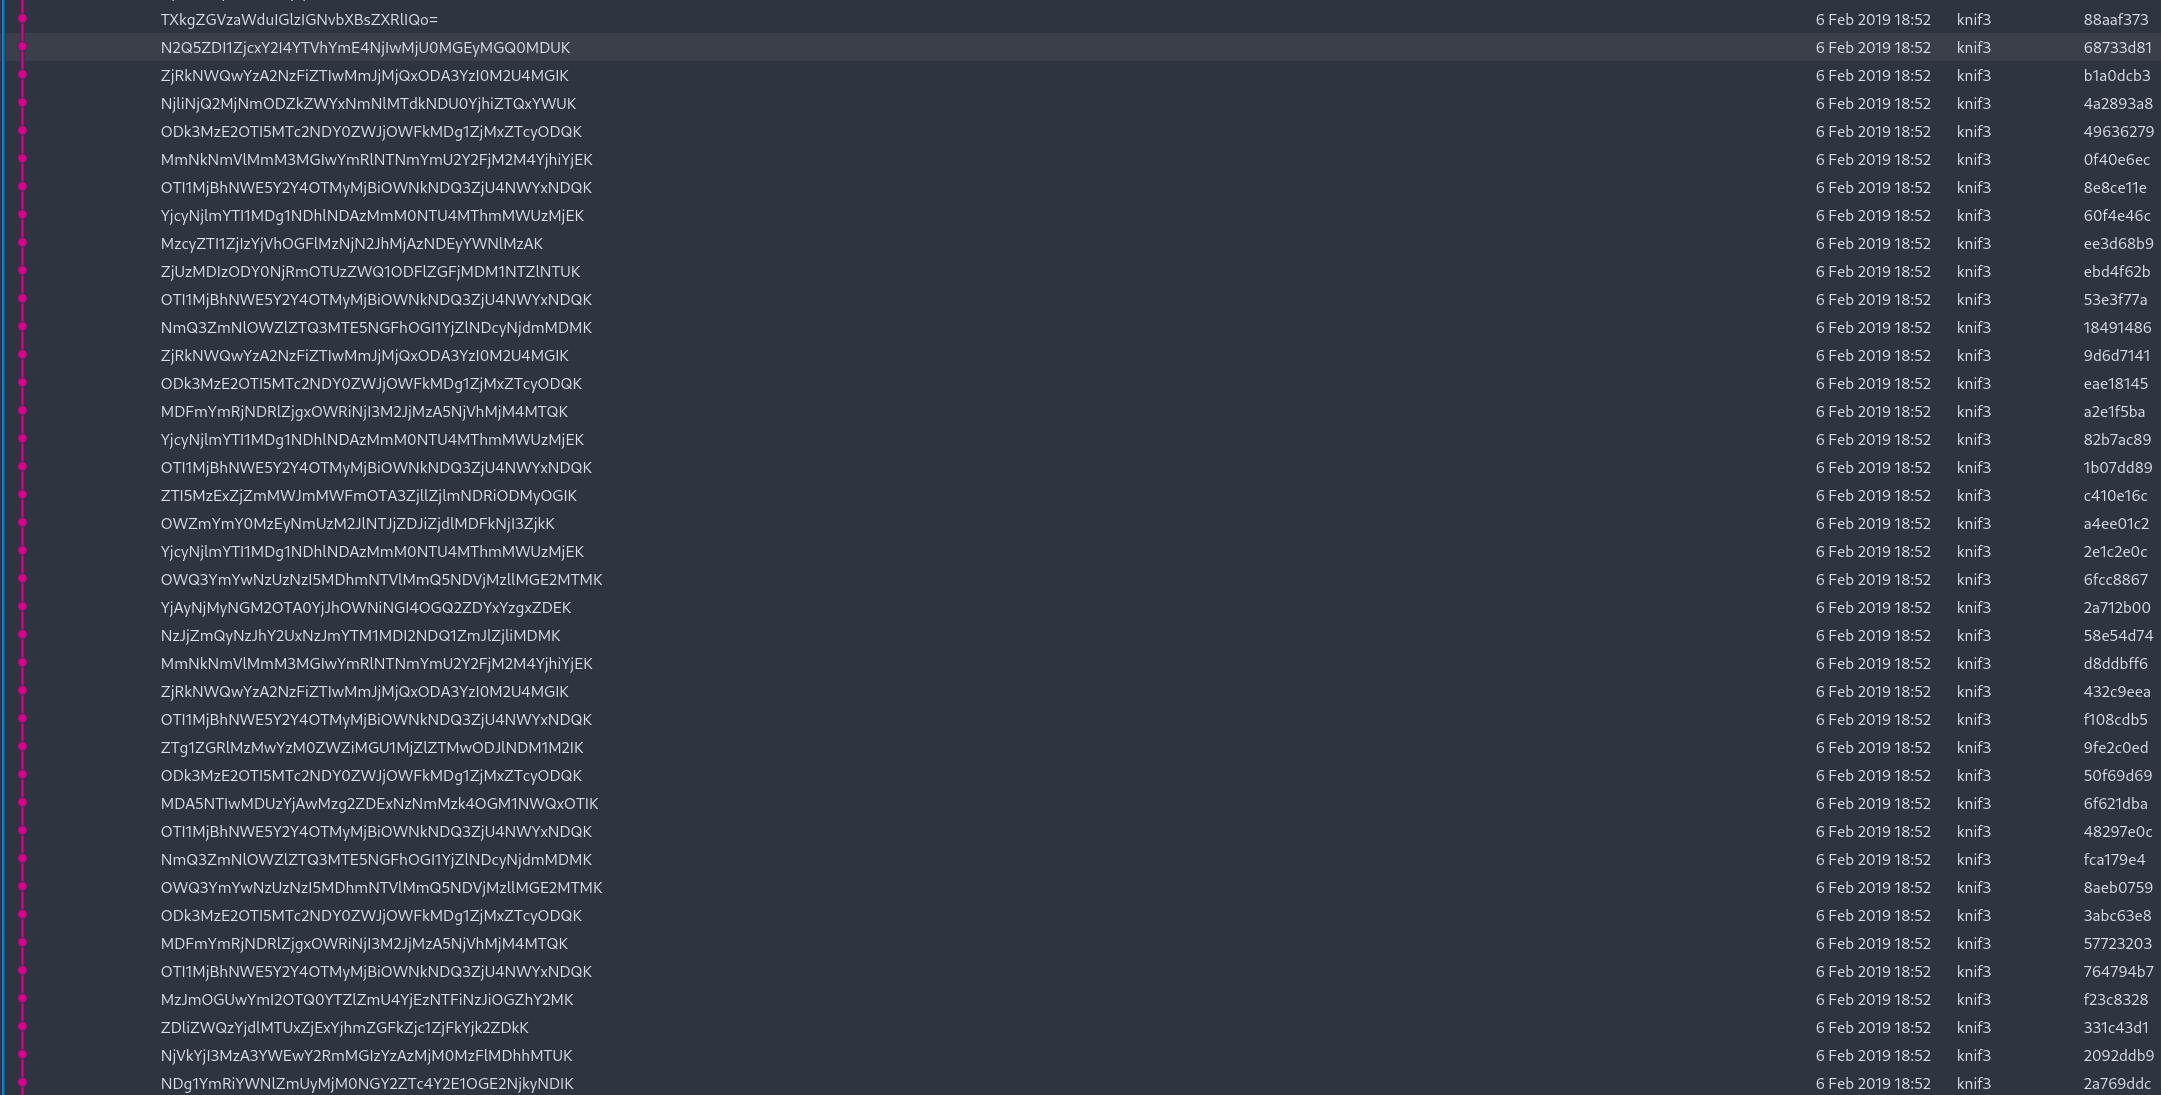 TXkgZGVzaWduIGlzIGNvbXBsZXRlIQo= 6 Feb 2019 18:52 knif3 88aaf373
N2Q5ZDI1ZjcxY2I4YTVhYmE4NjIwMjU0MGEyMGQ0MDUK 6 Feb 2019 18:52 knif3 68733d81
ZjRkNWQwYzA2NzFiZTIwMmJjMjQxODA3YzI0M2U4MGIK 6 Feb 2019 18:52 knif3 b1a0dcb3
NjliNjQ2MjNmODZkZWYxNmNlMTdkNDU0YjhiZTQxYWUK 6 Feb 2019 18:52 knif3 4a2893a8
ODk3MzE2OTI5MTc2NDY0ZWJjOWFkMDg1ZjMxZTcyODQK 6 Feb 2019 18:52 knif3 49636279
MmNkNmVlMmM3MGIwYmRlNTNmYmU2Y2FjM2M4YjhiYjEK 6 Feb 2019 18:52 knif3 0f40e6ec
OTI1MjBhNWE5Y2Y4OTMyMjBiOWNkNDQ3ZjU4NWYxNDQK 6 Feb 2019 18:52 knif3 8e8ce11e
YjcyNjlmYTI1MDg1NDhlNDAzMmM0NTU4MThmMWUzMjEK 6 Feb 2019 18:52 knif3 60f4e46c
MzcyZTI1ZjIzYjVhOGFlMzNjN2JhMjAzNDEyYWNlMzAK 6 Feb 2019 18:52 knif3 ee3d68b9
ZjUzMDIzODY0NjRmOTUzZWQ1ODFlZGFjMDM1NTZlNTUK 6 Feb 2019 18:52 knif3 ebd4f62b
OTI1MjBhNWE5Y2Y4OTMyMjBiOWNkNDQ3ZjU4NWYxNDQK 6 Feb 2019 18:52 knif3 53e3f77a
NmQ3ZmNlOWZlZTQ3MTE5NGFhOGI1YjZlNDcyNjdmMDMK 6 Feb 2019 18:52 knif3 18491486
ZjRkNWQwYzA2NzFiZTIwMmJjMjQxODA3YzI0M2U4MGIK 6 Feb 2019 18:52 knif3 9d6d7141
ODk3MzE2OTI5MTc2NDY0ZWJjOWFkMDg1ZjMxZTcyODQK 6 Feb 2019 18:52 knif3 eae18145
MDFmYmRjNDRlZjgxOWRiNjI3M2JjMzA5NjVhMjM4MTQK 6 Feb 2019 18:52 knif3 a2e1f5ba
YjcyNjlmYTI1MDg1NDhlNDAzMmM0NTU4MThmMWUzMjEK 6 Feb 2019 18:52 knif3 82b7ac89
OTI1MjBhNWE5Y2Y4OTMyMjBiOWNkNDQ3ZjU4NWYxNDQK 6 Feb 2019 18:52 knif3 1b07dd89
ZTI5MzExZjZmMWJmMWFmOTA3ZjllZjlmNDRiODMyOGIK 6 Feb 2019 18:52 knif3 c410e16c
OWZmYmY0MzEyNmUzM2JlNTJjZDJiZjdlMDFkNjI3ZjkK 6 Feb 2019 18:52 knif3 a4ee01c2
YjcyNjlmYTI1MDg1NDhlNDAzMmM0NTU4MThmMWUzMjEK 6 Feb 2019 18:52 knif3 2e1c2e0c
OWQ3YmYwNzUzNzI5MDhmNTVlMmQ5NDVjMzllMGE2MTMK 6 Feb 2019 18:52 knif3 6fcc8867
YjAyNjMyNGM2OTA0YjJhOWNiNGI4OGQ2ZDYxYzgxZDEK 6 Feb 2019 18:52 knif3 2a712b00
NzJjZmQyNzJhY2UxNzJmYTM1MDI2NDQ1ZmJlZjliMDMK 6 Feb 2019 18:52 knif3 58e54d74
MmNkNmVlMmM3MGIwYmRlNTNmYmU2Y2FjM2M4YjhiYjEK 6 Feb 2019 18:52 knif3 d8ddbff6
ZjRkNWQwYzA2NzFiZTIwMmJjMjQxODA3YzI0M2U4MGIK 6 Feb 2019 18:52 knif3 432c9eea
OTI1MjBhNWE5Y2Y4OTMyMjBiOWNkNDQ3ZjU4NWYxNDQK 6 Feb 2019 18:52 knif3 f108cdb5
ZTg1ZGRlMzMwYzM0ZWZiMGU1MjZlZTMwODJlNDM1M2IK 6 Feb 2019 18:52 knif3 9fe2c0ed
ODk3MzE2OTI5MTc2NDY0ZWJjOWFkMDg1ZjMxZTcyODQK 6 Feb 2019 18:52 knif3 50f69d69
MDA5NTIwMDUzYjAwMzg2ZDExNzNmMzk4OGM1NWQxOTIK 6 Feb 2019 18:52 knif3 6f621dba
OTI1MjBhNWE5Y2Y4OTMyMjBiOWNkNDQ3ZjU4NWYxNDQK 6 Feb 2019 18:52 knif3 48297e0c
NmQ3ZmNlOWZlZTQ3MTE5NGFhOGI1YjZlNDcyNjdmMDMK 6 Feb 2019 18:52 knif3 fca179e4
OWQ3YmYwNzUzNzI5MDhmNTVlMmQ5NDVjMzllMGE2MTMK 6 Feb 2019 18:52 knif3 8aeb0759
ODk3MzE2OTI5MTc2NDY0ZWJjOWFkMDg1ZjMxZTcyODQK 6 Feb 2019 18:52 knif3 3abc63e8
MDFmYmRjNDRlZjgxOWRiNjI3M2JjMzA5NjVhMjM4MTQK 6 Feb 2019 18:52 knif3 57723203
OTI1MjBhNWE5Y2Y4OTMyMjBiOWNkNDQ3ZjU4NWYxNDQK 6 Feb 2019 18:52 knif3 764794b7
MzJmOGUwYmI2OTQ0YTZlZmU4YjEzNTFiNzJiOGZhY2MK 6 Feb 2019 18:52 knif3 f23c8328
ZDliZWQzYjdlMTUxZjExYjhmZGFkZjc1ZjFkYjk2ZDkK 6 Feb 2019 18:52 knif3 331c43d1
NjVkYjI3MzA3YWEwY2RmMGIzYzAzMjM0MzFlMDhhMTUK 6 Feb 2019 18:52 knif3 2092ddb9
NDg1YmRiYWNlZmUyMjM0NGY2ZTc4Y2E1OGE2NjkyNDIK 6 Feb 2019 18:52 knif3 2a769ddc